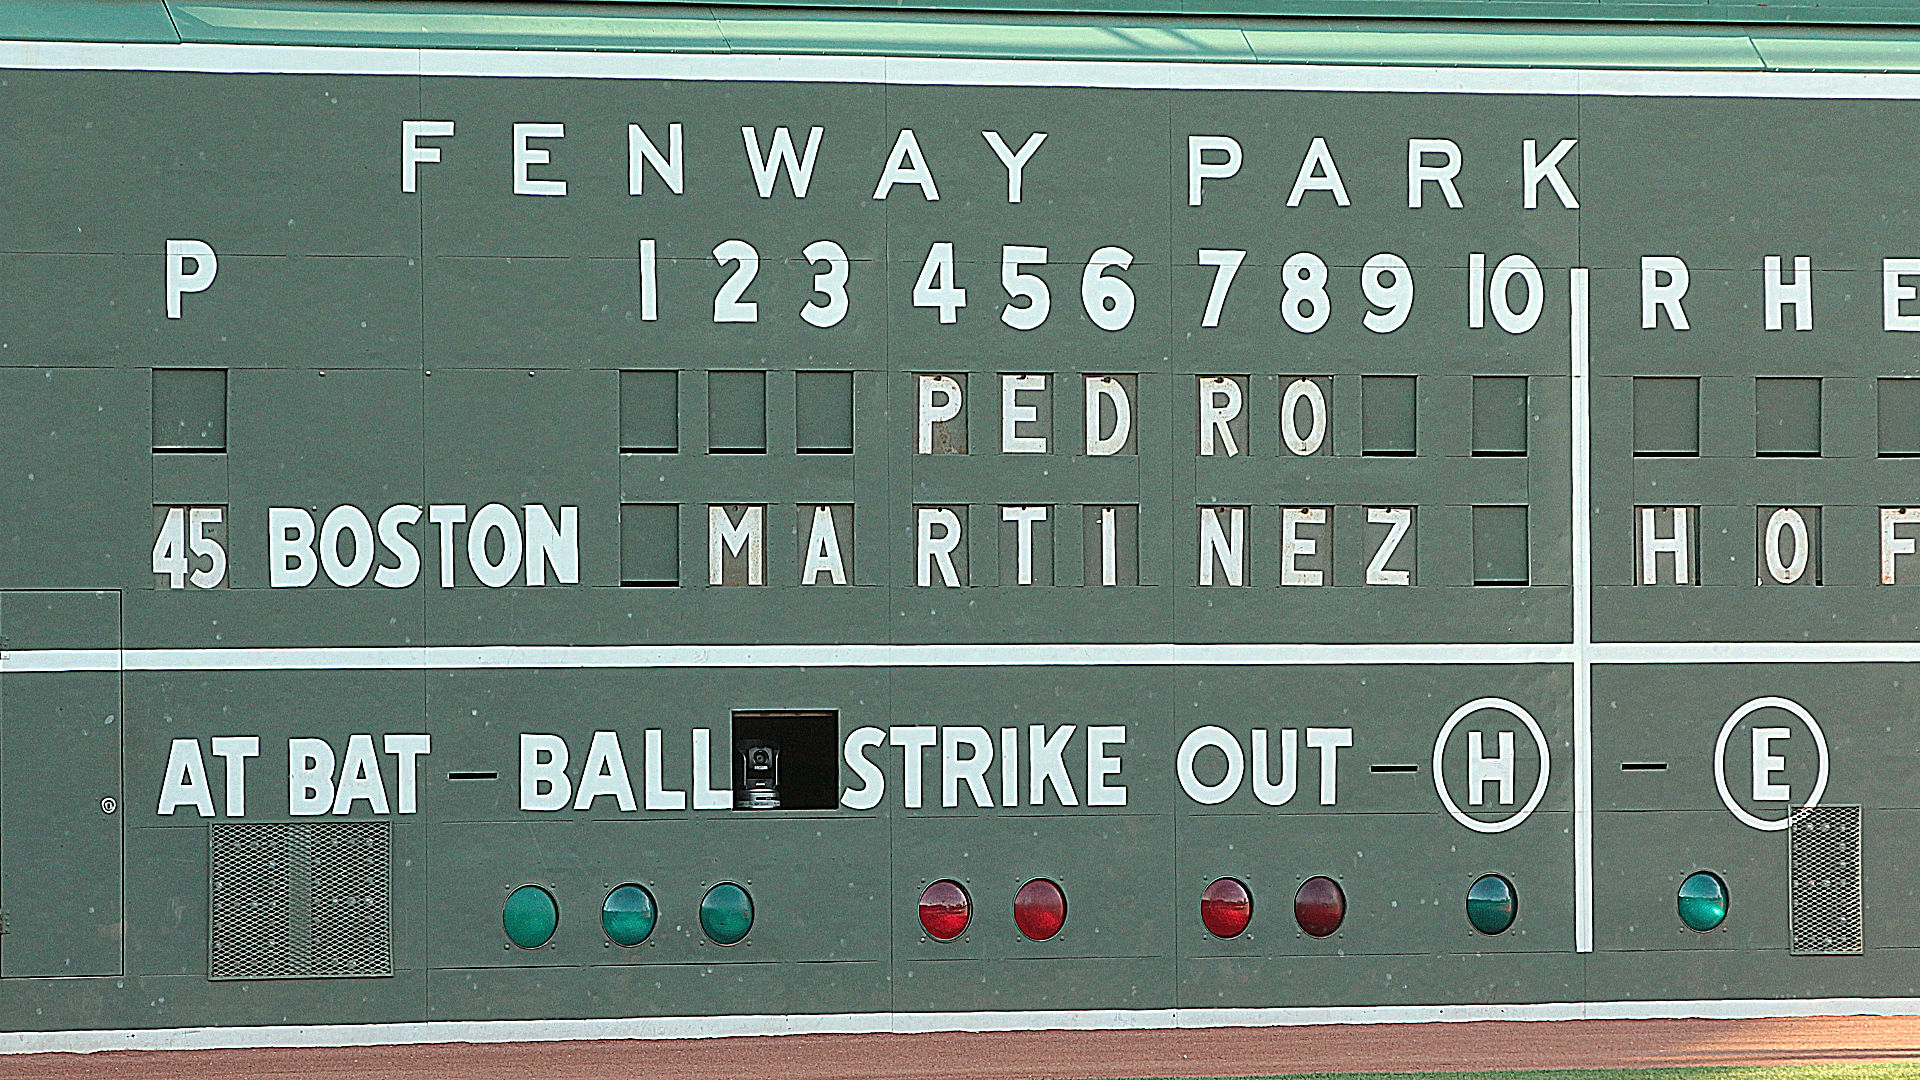 FENWAY PARK
P 1 2 3 4 5 6 7 8 9 10 R H E
PEDRO
45 BOSTON MARTINEZ HOF
AT BAT - BALL STRIKE OUT - H - E